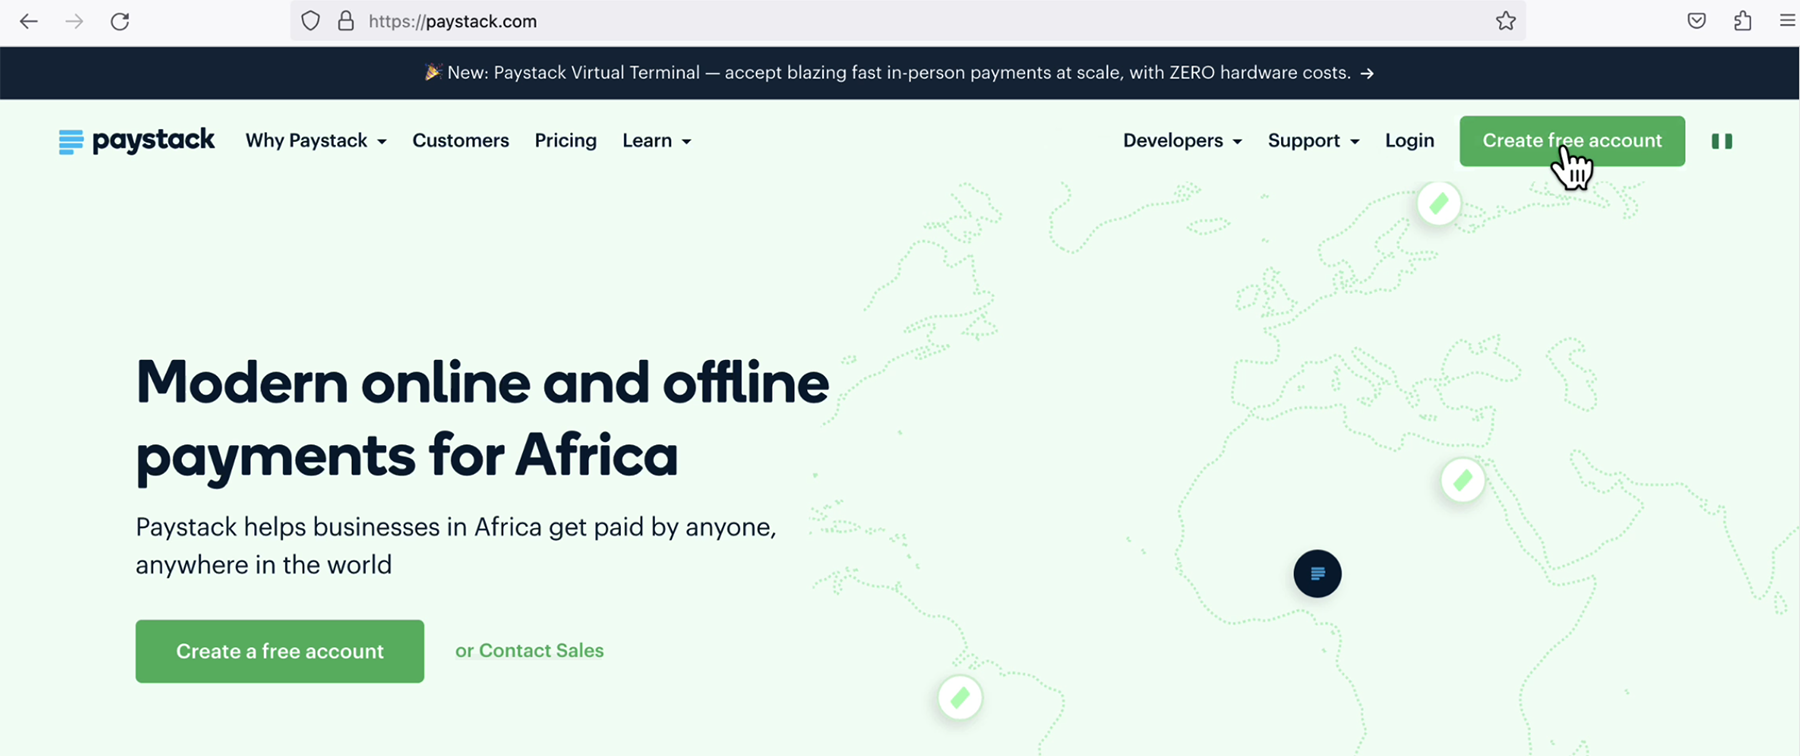 https://paystack.com
New: Paystack Virtual Terminal — accept blazing fast in-person payments at scale, with ZERO hardware costs. →
paystack Why Paystack Customers Pricing Learn Developers Support Login Create free account
Modern online and offline
payments for Africa
Paystack helps businesses in Africa get paid by anyone,
anywhere in the world
Create a free account or Contact Sales